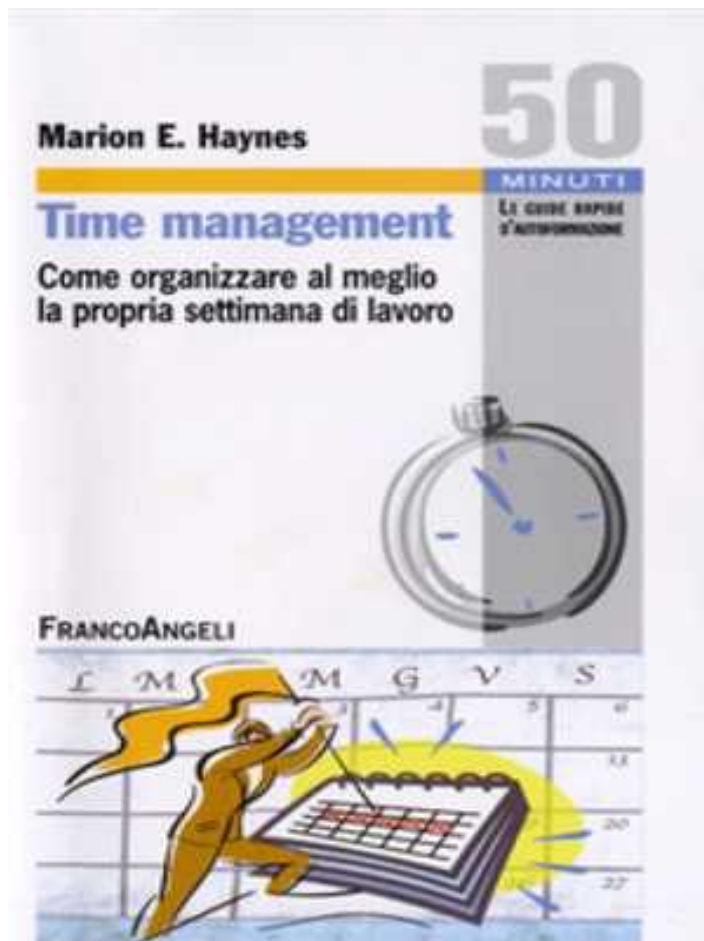 50
Marion E. Haynes
MINUTI
Time management
LE GUIDE RAPIDE
D'AUTOFORMAZIONE
Come organizzare al meglio
la propria settimana di lavoro
FRANCOANGELI
L M M G V S
1 3 4 5 6
13
20
27